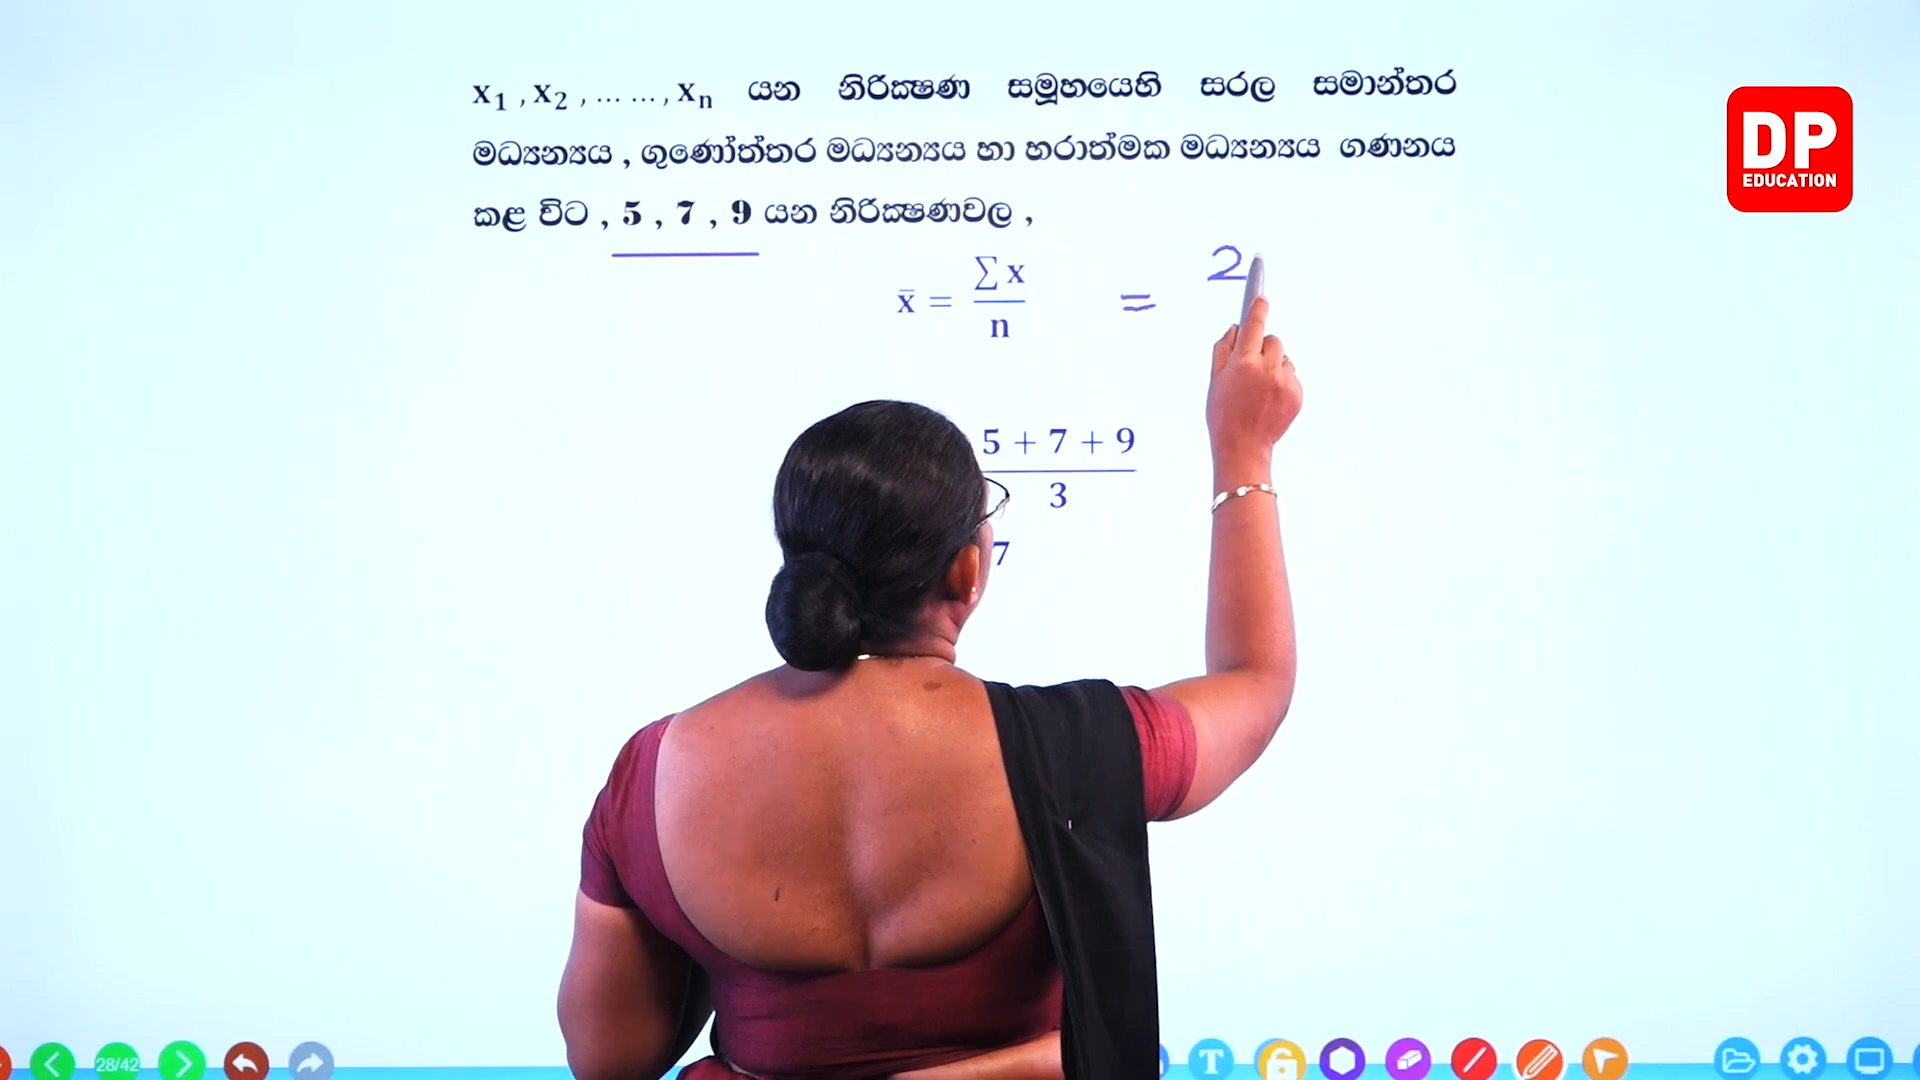 x₁ , x₂ , ... ... , xₙ යන නිරීක්‍ෂණ සමූහයෙහි සරල සමාන්තර
මධ්‍යන්‍යය , ගුණෝත්තර මධ්‍යන්‍යය හා හරාත්මක මධ්‍යන්‍යය ගණනය
කළ විට , 5 , 7 , 9 යන නිරීක්‍ෂණවල ,
x̄ = ∑ x / n = 2
5 + 7 + 9 / 3
7
DP
EDUCATION
28/42
T